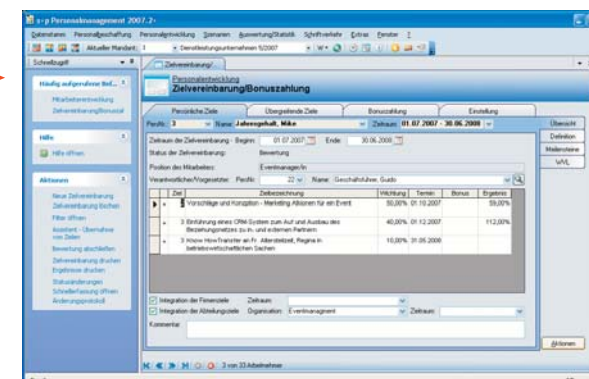 s+p Personalmanagement 2007.2
Datenstamm Personalbeschaffung Personalentwicklung Szenarien Auswertung/Statistik Schriftverkehr Extras Fenster ?
Aktueller Mandant: 1 Dienstleistungsunternehmen 5/2007
Schnellzugriff
Zielvereinbarung/...
Häufig aufgerufene Bef...
Mitarbeiterentwicklung
Zielvereinbarung/Bonuszahl
Hilfe
Hilfe öffnen
Aktionen
Neue Zielvereinbarung
Zielvereinbarung löschen
Filter öffnen
Assistent - Übernahme von Zielen
Bewertung abschließen
Zielvereinbarung drucken
Ergebnisse drucken
Statusänderungen
Schnellerfassung öffnen
Änderungsprotokoll
Personalentwicklung
Zielvereinbarung/Bonuszahlung
Persönliche Ziele Übergreifende Ziele Bonuszahlung Einstellung
PersNr. 3 Name: Jahresgehalt, Mike Zeitraum 01.07.2007 - 30.06.2008
Zeitraum der Zielvereinbarung - Beginn: 01.07.2007 Ende: 30.06.2008
Status der Zielvereinbarung: Bewertung
Position des Mitarbeiters: Eventmanager/in
Verantwortlicher/Vorgesetzter: PersNr. 22 Name: Geschäftsführer, Guido
Ziel Zielbezeichnung Wichtung Termin Bonus Ergebnis
Vorschläge und Konzeption - Marketing Aktionen für ein Event 50,00% 01.10.2007 59,00%
3 Einführung eines CRM-System zum Auf und Ausbau des 40,00% 01.12.2007 112,00%
Beziehungsnetzes zu in. und externen Partnern
3 Know How Transfer an Fr. Altersteilzeit, Regina in 10,00% 31.05.2008
betriebswirtschaftlichen Sachen
Integration der Firmenziele Zeitraum:
Integration der Abteilungsziele Organisation: Eventmanagment Zeitraum:
Kommentar
3 von 33 Arbeitnehmer
Übersicht
Definition
Meilensteine
WVL
Aktionen